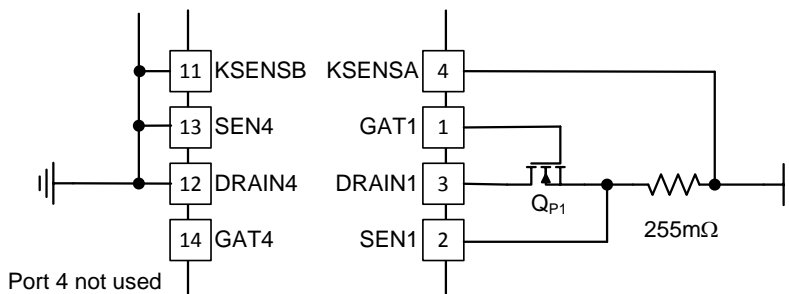 11 KSENSB KSENSA 4
13 SEN4 GAT1 1
12 DRAIN4 DRAIN1 3
QP1
14 GAT4 SEN1 2
255mΩ
Port 4 not used